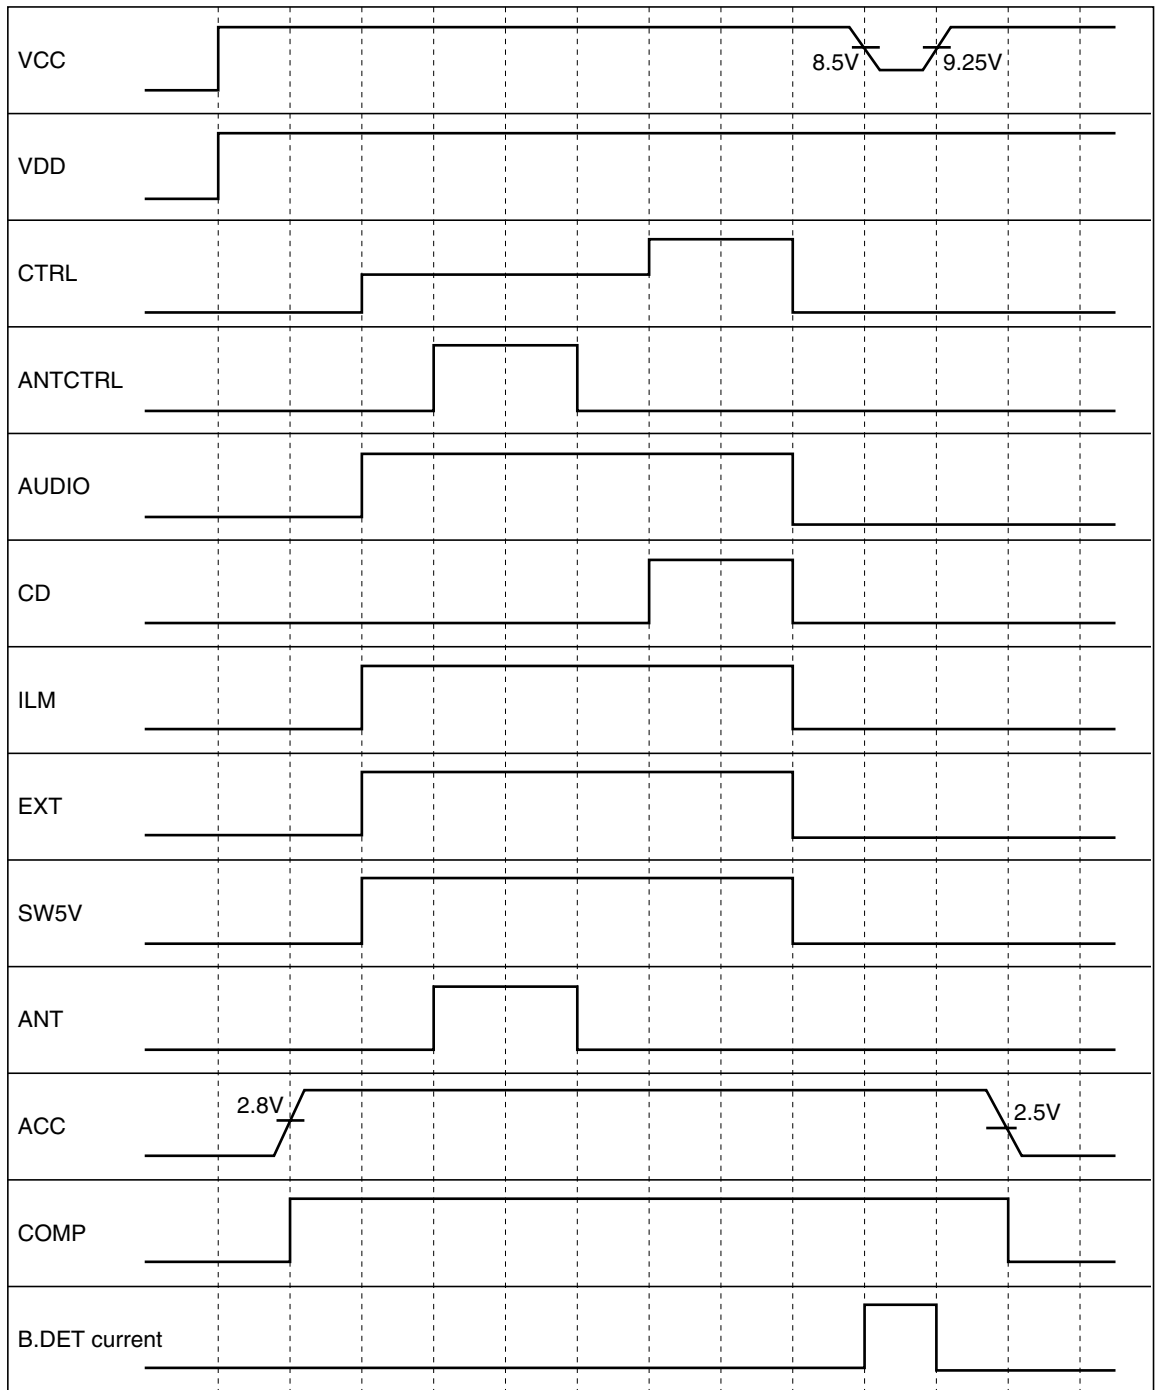 VCC
8.5V
9.25V
VDD
CTRL
ANTCTRL
AUDIO
CD
ILM
EXT
SW5V
ANT
ACC
2.8V
2.5V
COMP
B.DET current